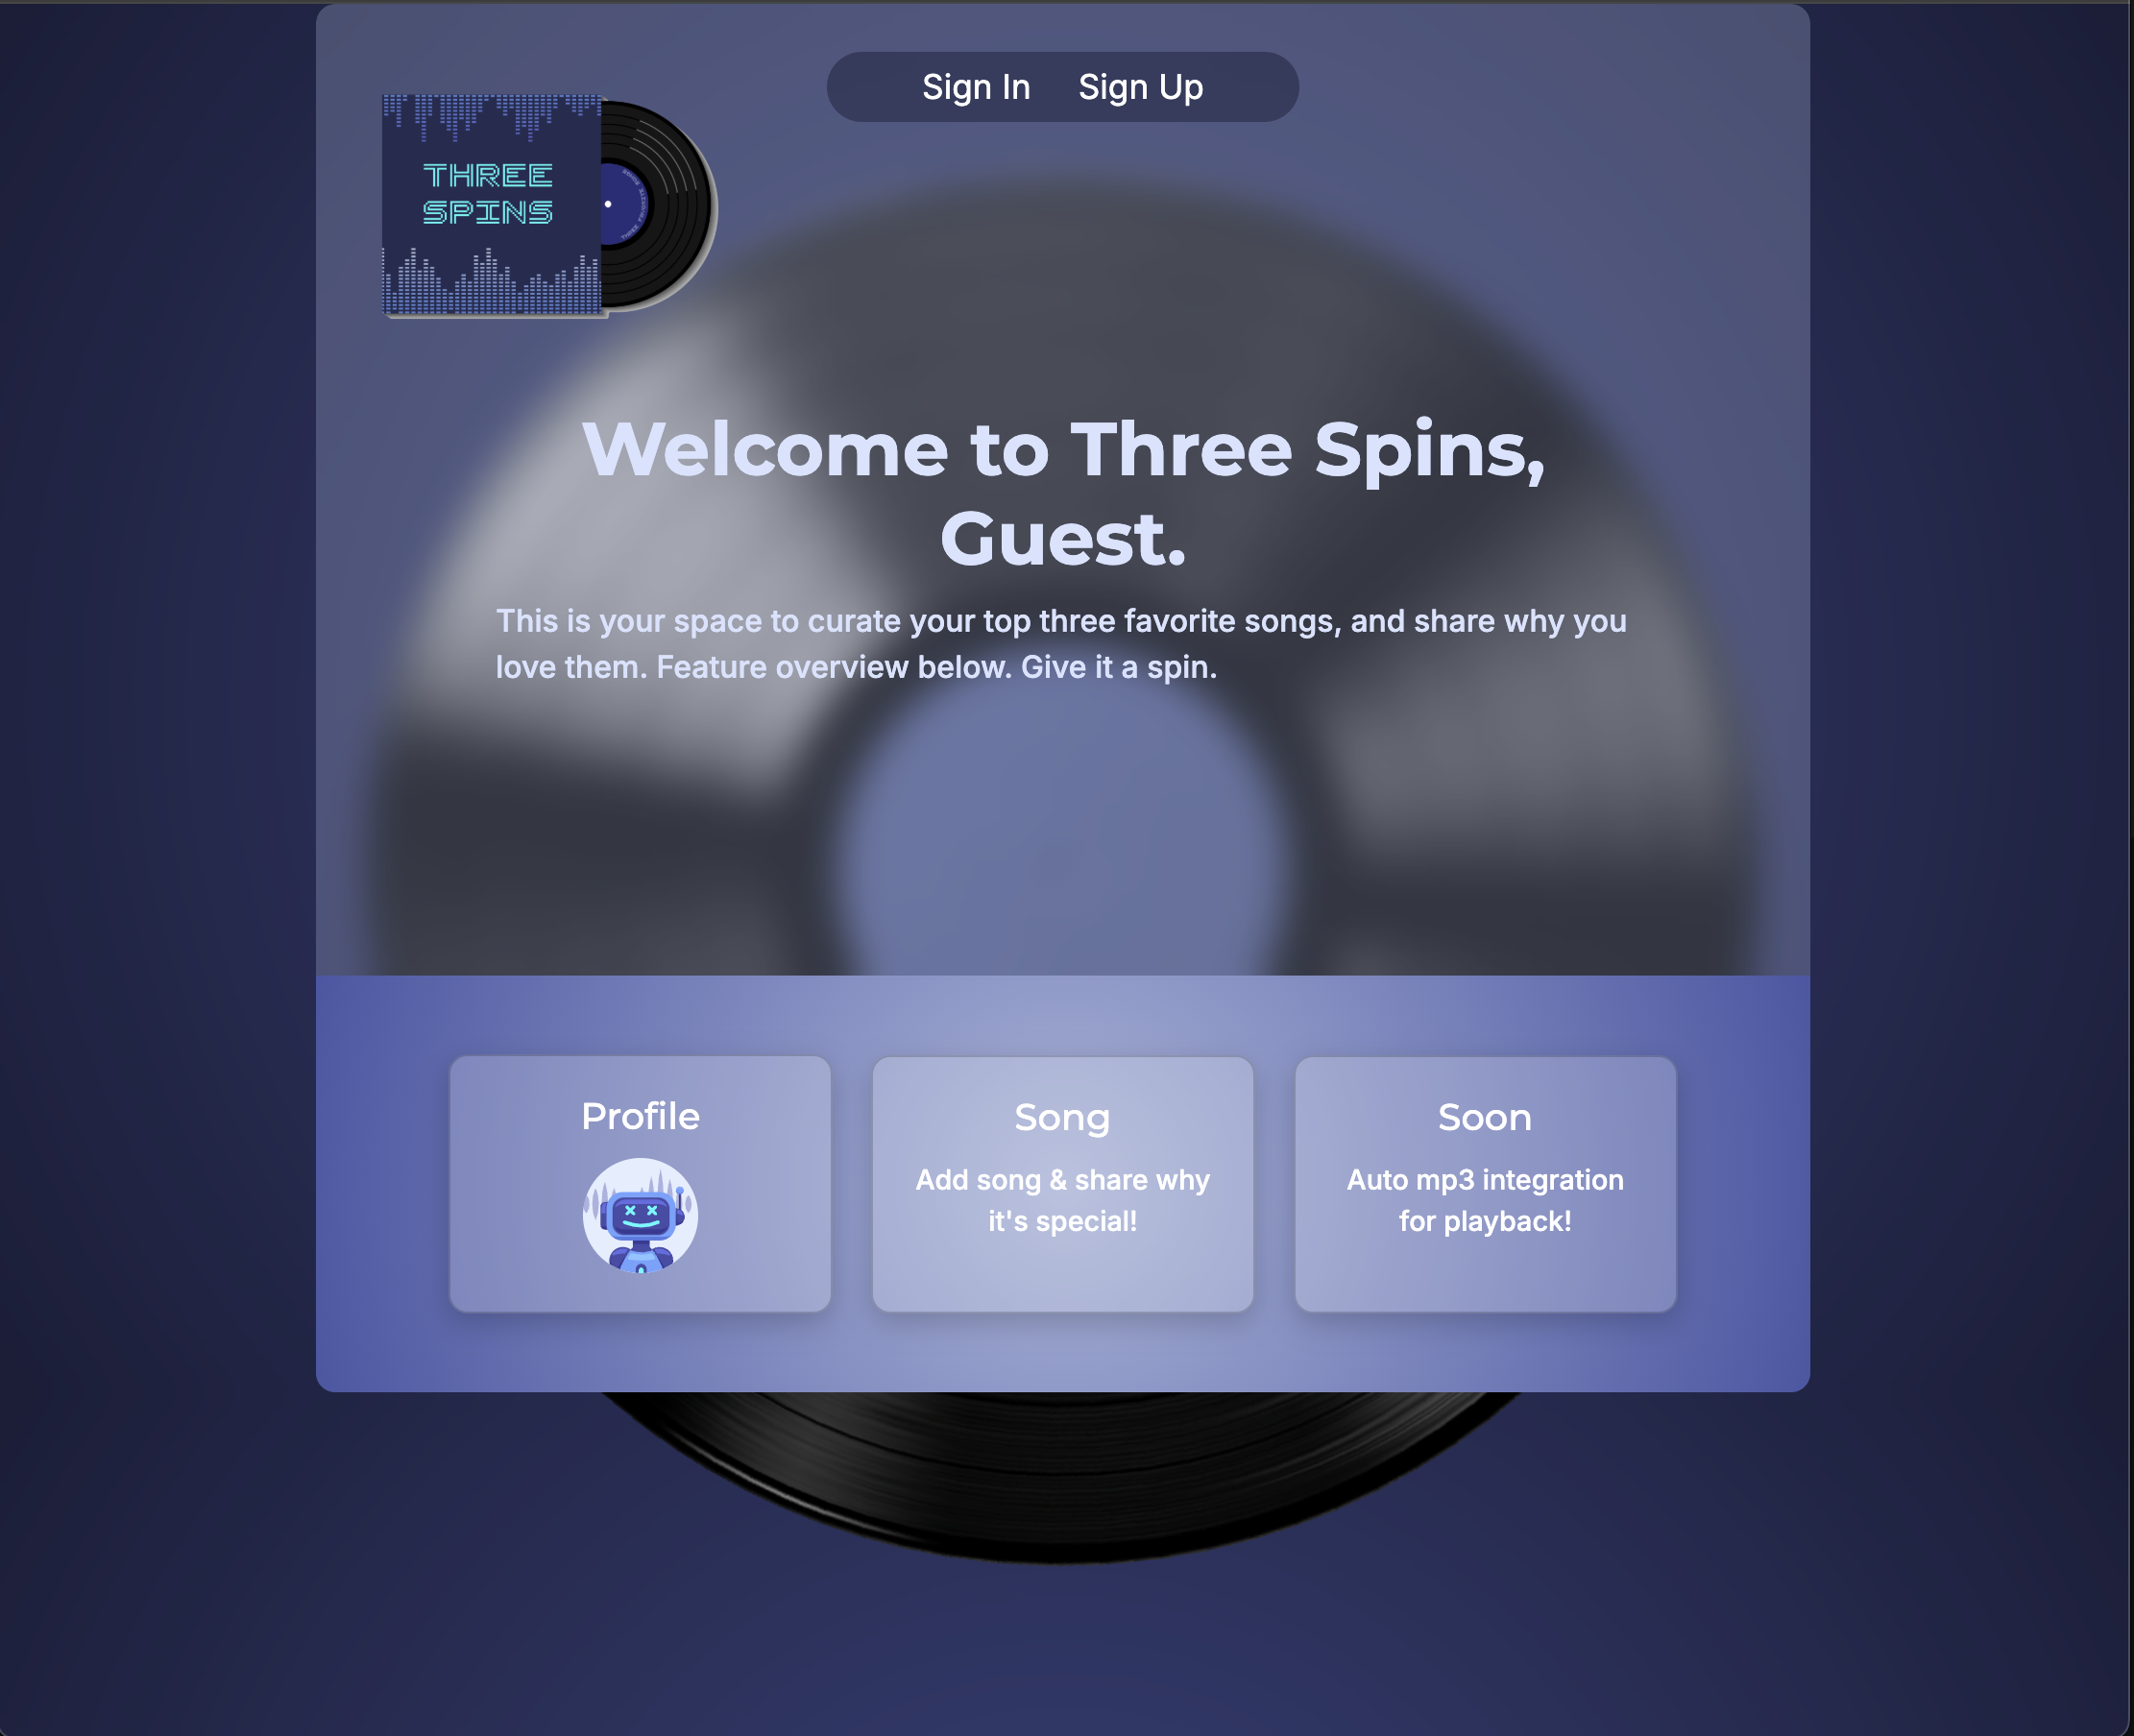 Sign In Sign Up
THREE
SPINS
Welcome to Three Spins,
Guest.
This is your space to curate your top three favorite songs, and share why you
love them. Feature overview below. Give it a spin.
Profile
Song
Add song & share why
it's special!
Soon
Auto mp3 integration
for playback!